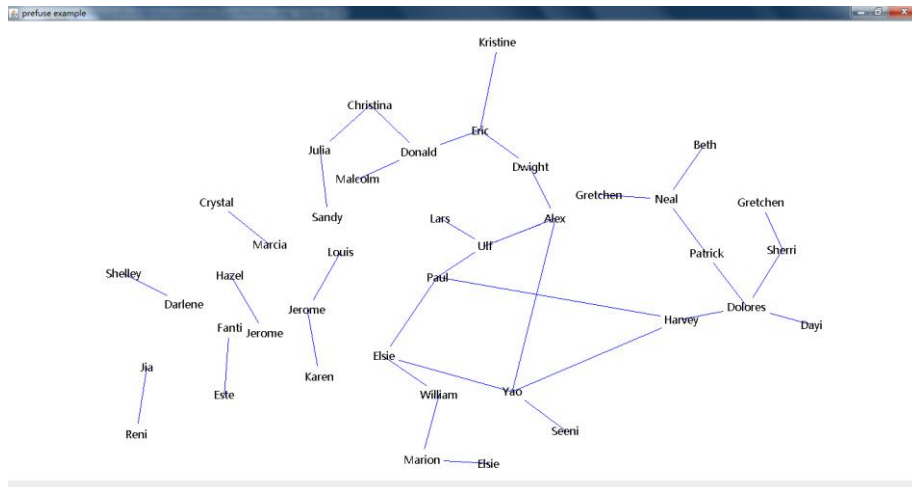 prefuse example
Kristine
Christina
Eric
Julia
Donald
Beth
Dwight
Malcolm
Gretchen
Neal
Crystal
Gretchen
Sandy
Lars
Alex
Marcia
Louis
Ulf
Patrick
Sherri
Shelley
Hazel
Paul
Darlene
Jerome
Dolores
Fanti
Jerome
Harvey
Dayi
Elsie
Jia
Karen
Este
William
Yao
Reni
Seeni
Marion
Elsie